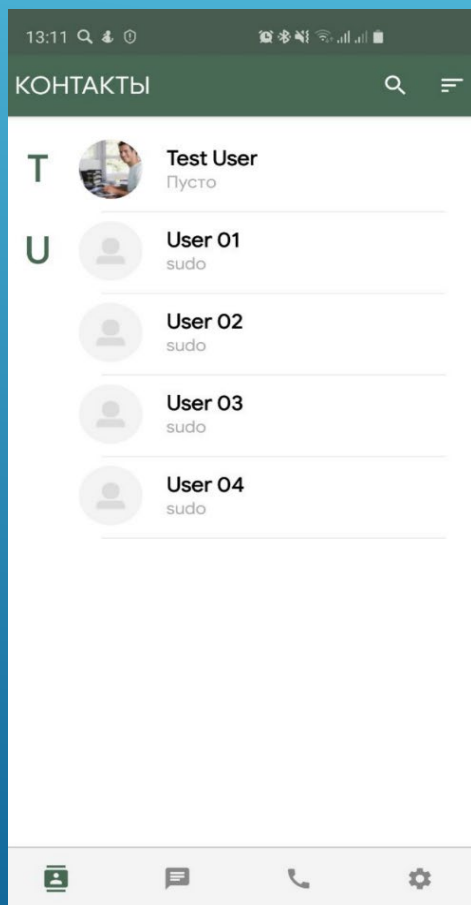 13:11
КОНТАКТЫ
T
Test User
Пусто
U
User 01
sudo
User 02
sudo
User 03
sudo
User 04
sudo